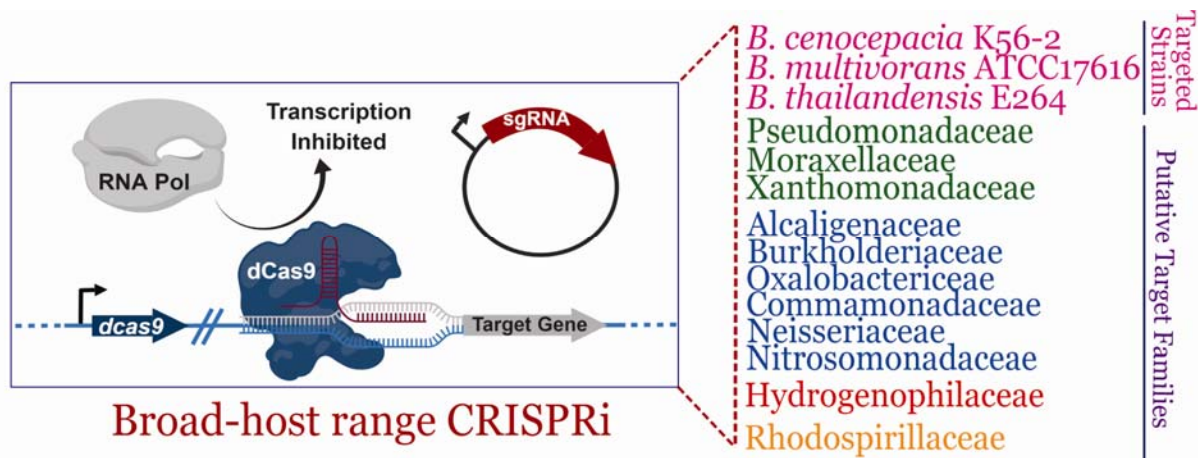 Transcription
Inhibited
sgRNA
RNA Pol
dCas9
dcas9
Target Gene
Broad-host range CRISPRi
B. cenocepacia K56-2
B. multivorans ATCC17616
B. thailandensis E264
Pseudomonadaceae
Moraxellaceae
Xanthomonadaceae
Alcaligenaceae
Burkholderiaceae
Oxalobactericeae
Commamonadaceae
Neisseriaceae
Nitrosomonadaceae
Hydrogenophilaceae
Rhodospirillaceae
Targeted
Strains
Putative Target Families